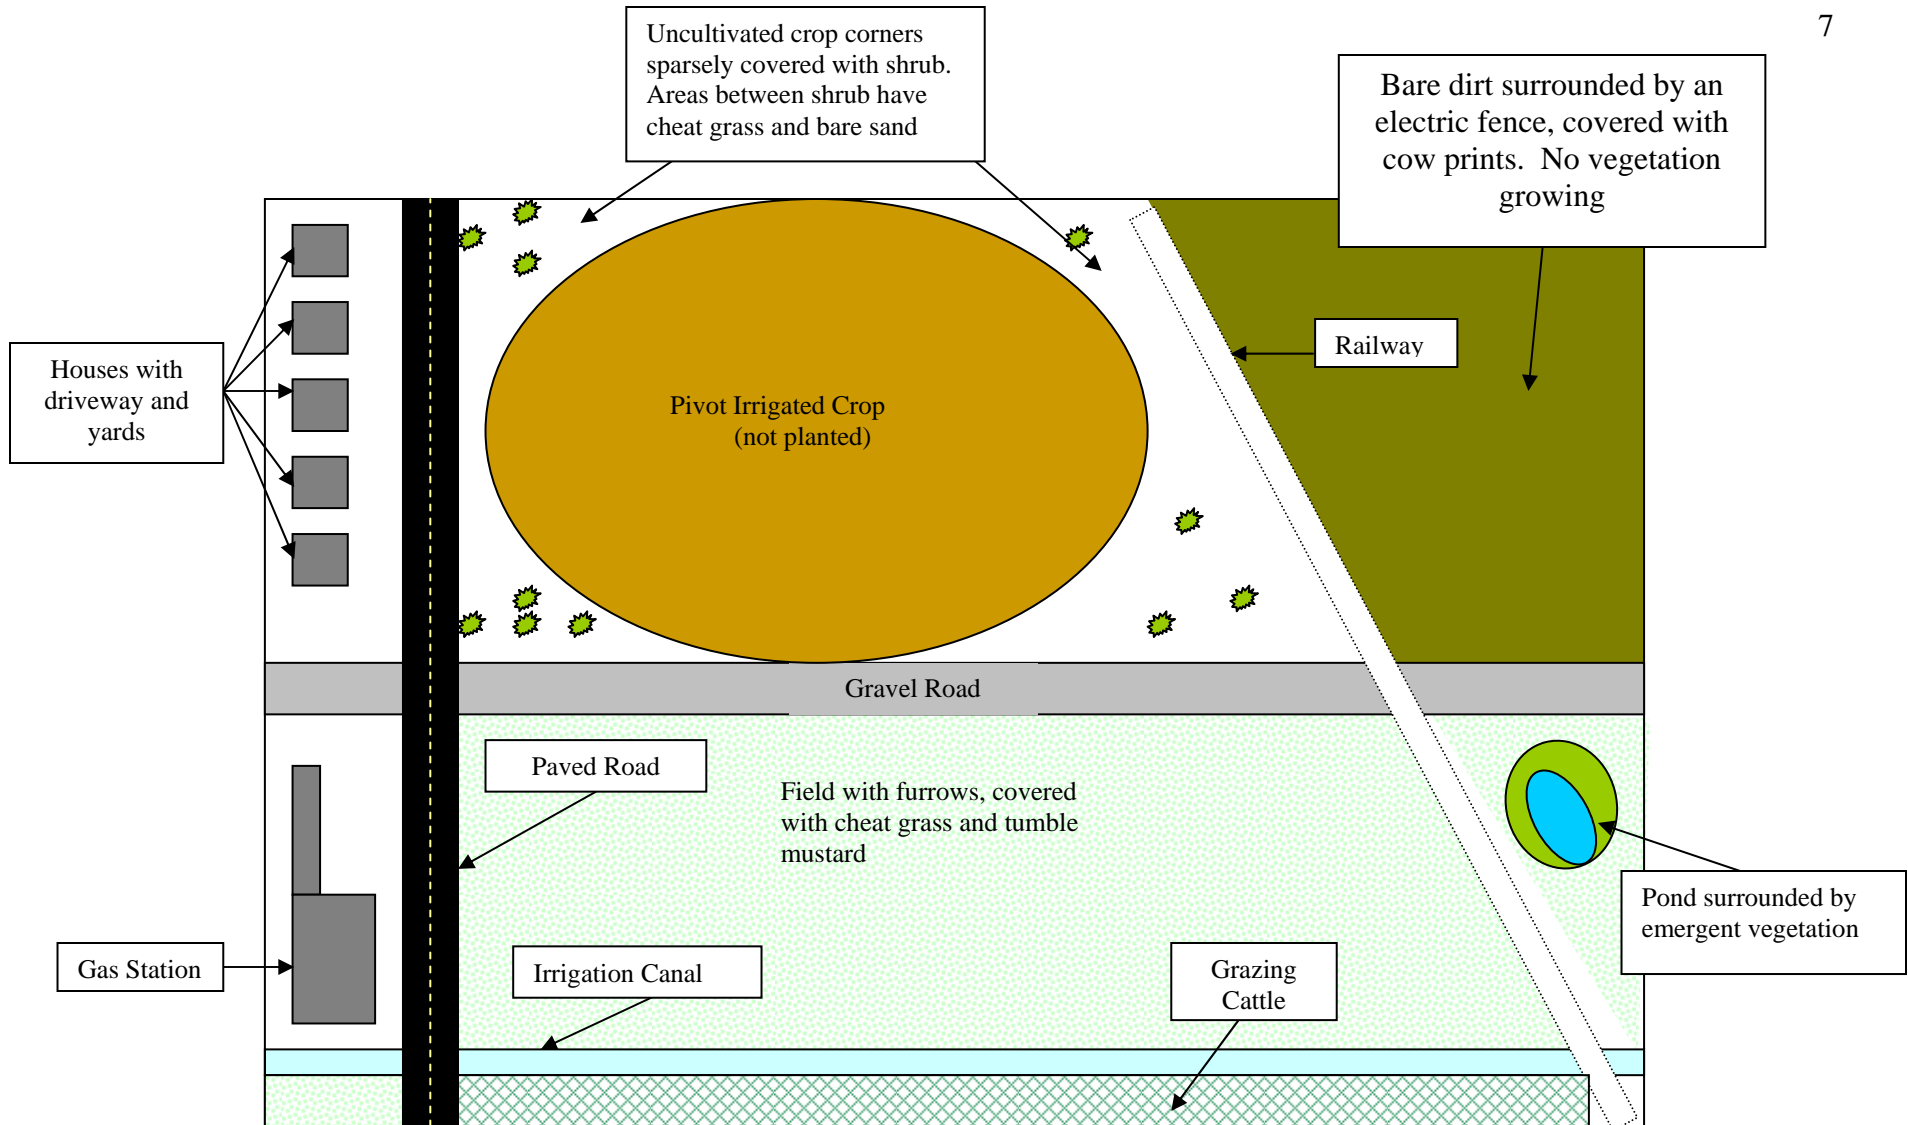 7
Uncultivated crop corners
sparsely covered with shrub.
Areas between shrub have
cheat grass and bare sand
Bare dirt surrounded by an
electric fence, covered with
cow prints.  No vegetation
growing
Railway
Houses with
driveway and
yards
Pivot Irrigated Crop
(not planted)
Gravel Road
Paved Road
Field with furrows, covered
with cheat grass and tumble
mustard
Pond surrounded by
emergent vegetation
Gas Station
Irrigation Canal
Grazing
Cattle